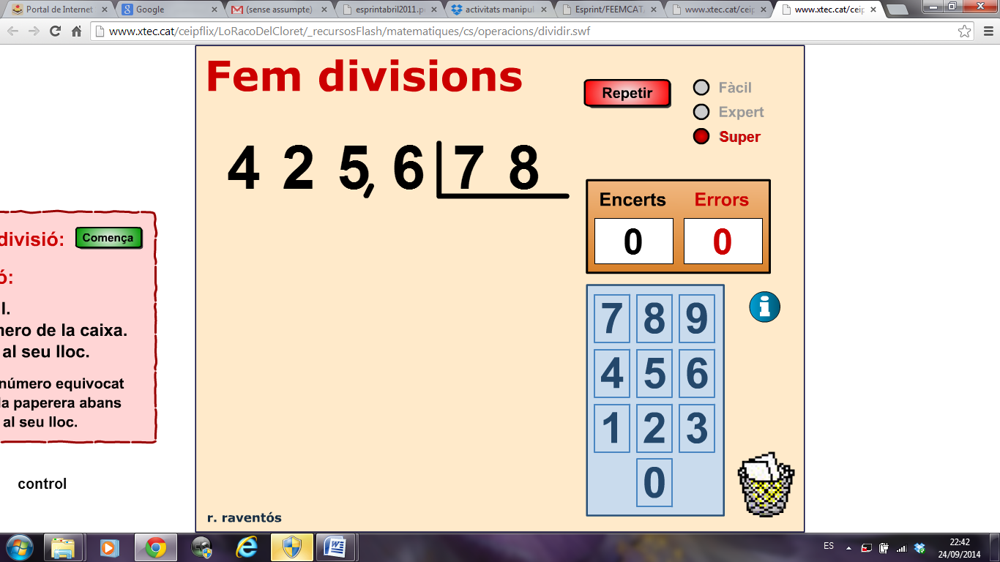 Portal de Internet
Google
(sense assumpte)
esprintabril2011.p
activitats manipul
Esprint/FEEMCAT
www.xtec.cat/ceip
www.xtec.cat/ceip
www.xtec.cat/ceipflix/LoRacoDelCloret/_recursosFlash/matematiques/cs/operacions/dividir.swf
Fem divisions
Repetir
Fàcil
Expert
Super
4 2 5, 6 7 8
Encerts Errors
0 0
divisió: Comença
ó:
l.
mero de la caixa.
al seu lloc.
número equivocat
la paperera abans
al seu lloc.
control
7 8 9
4 5 6
1 2 3
0
r. raventós
ES
22:42
24/09/2014